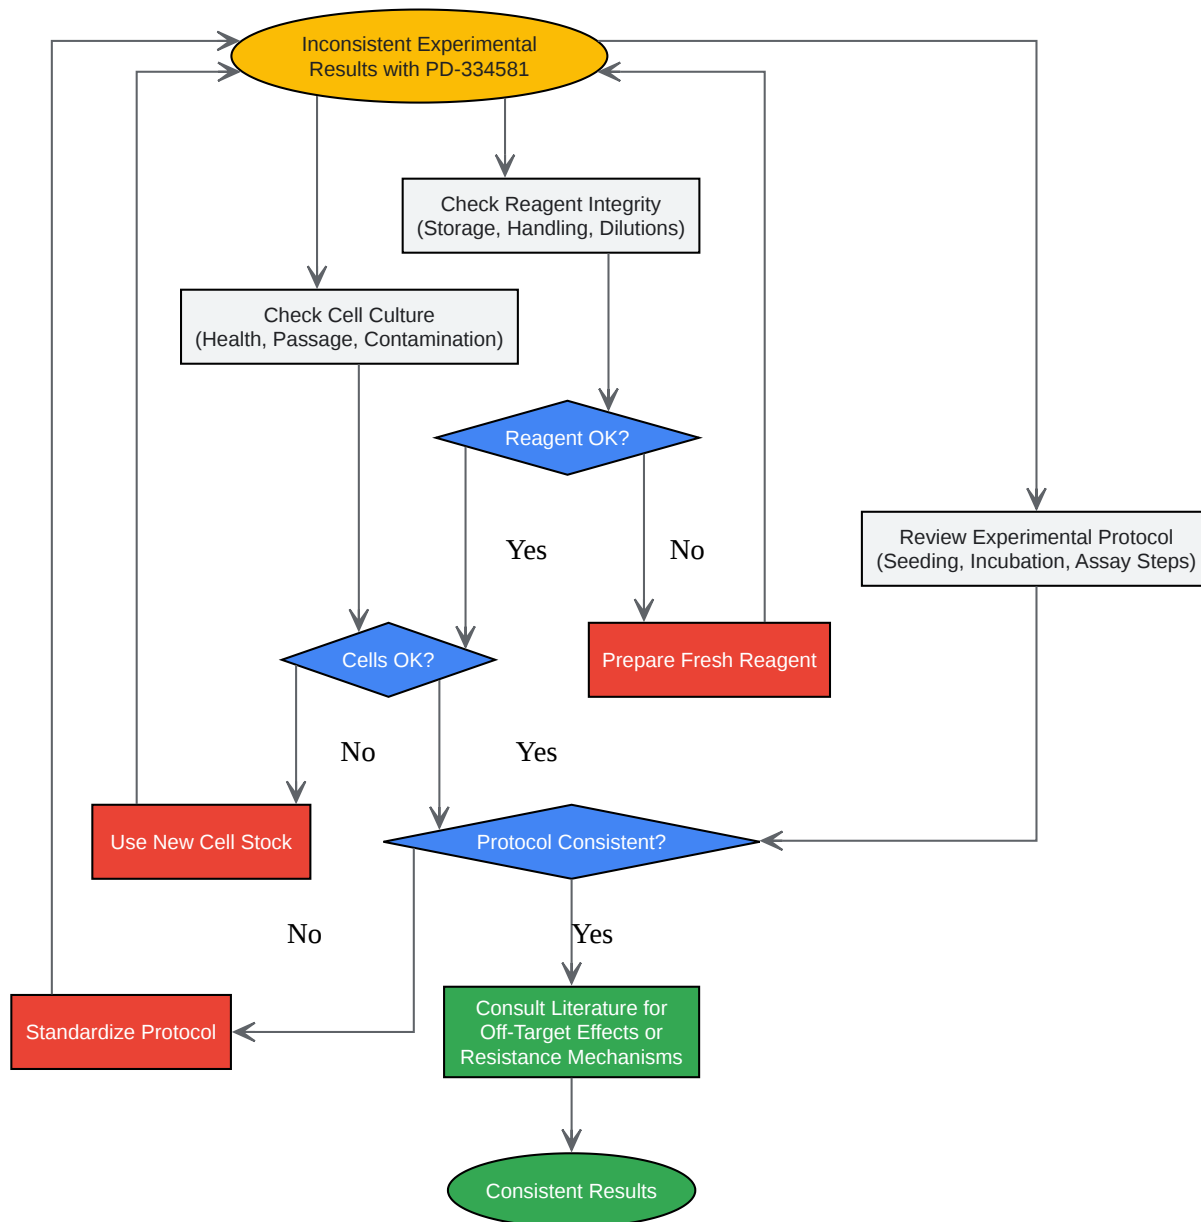 Inconsistent Experimental
Results with PD-334581
Check Reagent Integrity
(Storage, Handling, Dilutions)
Check Cell Culture
(Health, Passage, Contamination)
Reagent OK?
Review Experimental Protocol
(Seeding, Incubation, Assay Steps)
Yes
No
Cells OK?
Prepare Fresh Reagent
No
Yes
Use New Cell Stock
Protocol Consistent?
No
Yes
Standardize Protocol
Consult Literature for
Off-Target Effects or
Resistance Mechanisms
Consistent Results